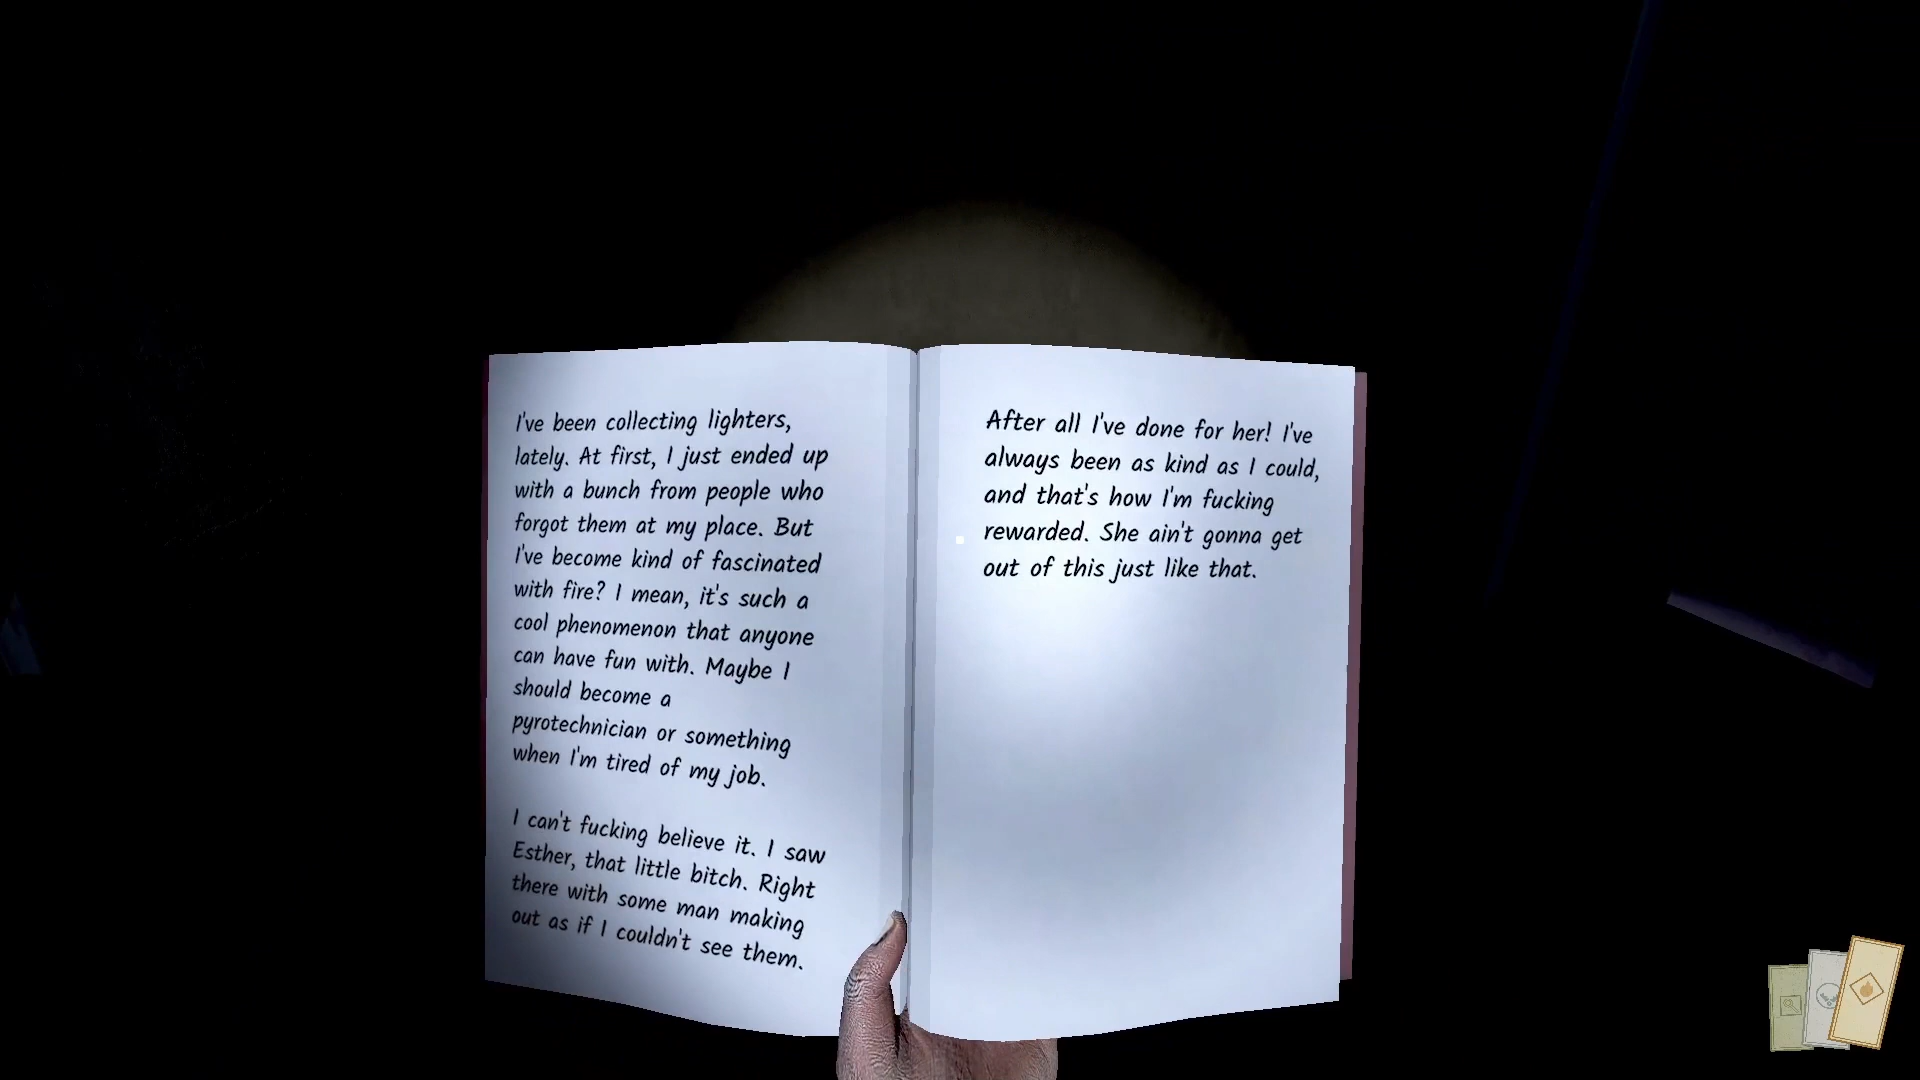 I've been collecting lighters,
lately. At first, I just ended up
with a bunch from people who
forgot them at my place. But
I've become kind of fascinated
with fire? I mean, it's such a
cool phenomenon that anyone
can have fun with. Maybe I
should become a
pyrotechnician or something
when I'm tired of my job.
I can't fucking believe it. I saw
Esther, that little bitch. Right
there with some man making
out as if I couldn't see them.
After all I've done for her! I've
always been as kind as I could,
and that's how I'm fucking
rewarded. She ain't gonna get
out of this just like that.